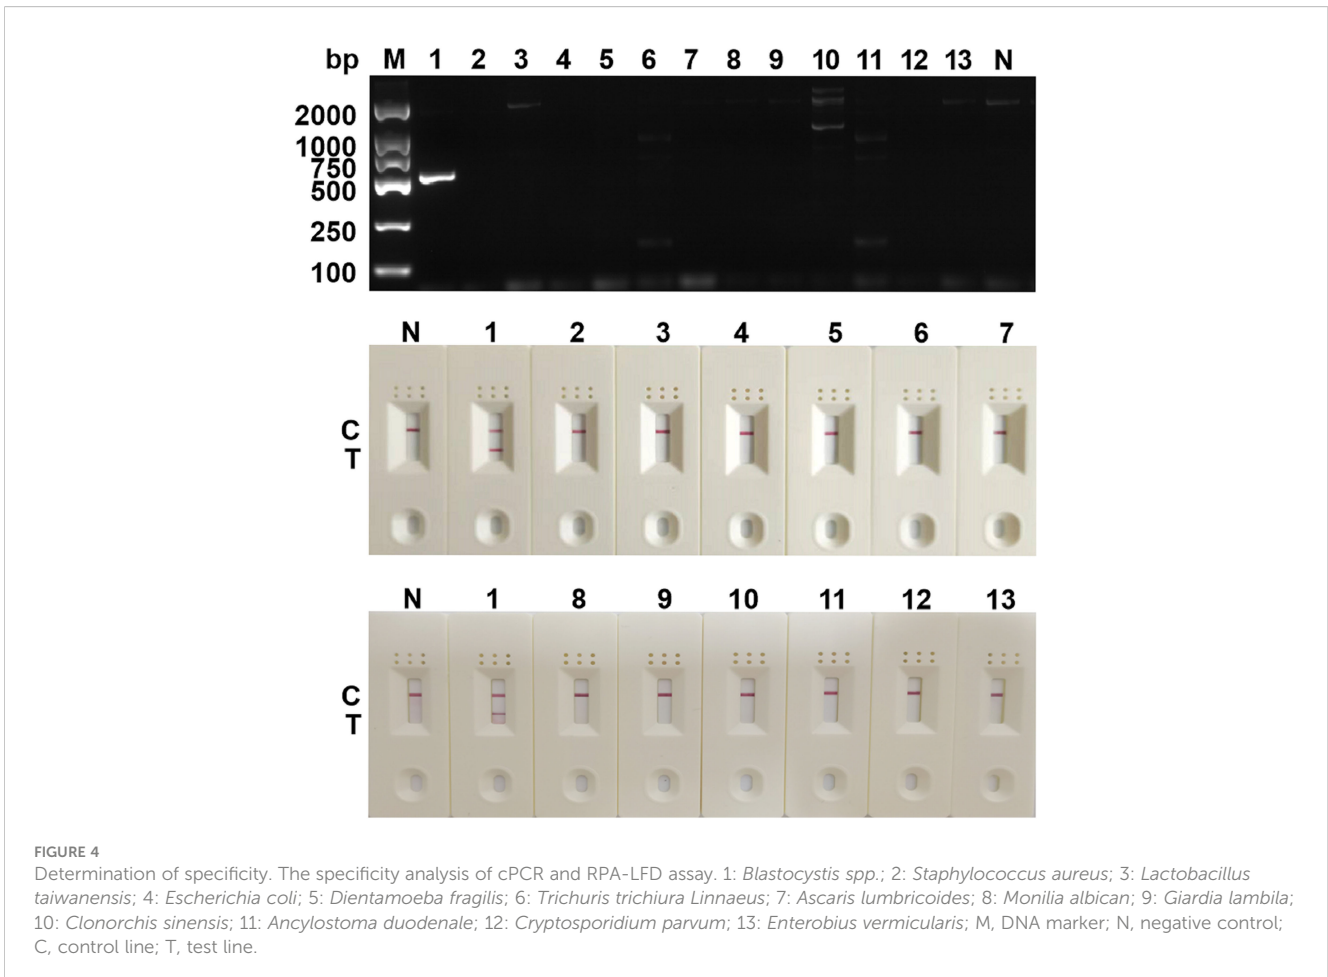 bp M 1 2 3 4 5 6 7 8 9 10 11 12 13 N
2000
1000
750
500
250
100
N 1 2 3 4 5 6 7
C
T
N 1 8 9 10 11 12 13
C
T
FIGURE 4
Determination of specificity. The specificity analysis of cPCR and RPA-LFD assay. 1: Blastocystis spp.; 2: Staphylococcus aureus; 3: Lactobacillus
taiwanensis; 4: Escherichia coli; 5: Dientamoeba fragilis; 6: Trichuris trichiura Linnaeus; 7: Ascaris lumbricoides; 8: Monilia albican; 9: Giardia lambila;
10: Clonorchis sinensis; 11: Ancylostoma duodenale; 12: Cryptosporidium parvum; 13: Enterobius vermicularis; M, DNA marker; N, negative control;
C, control line; T, test line.